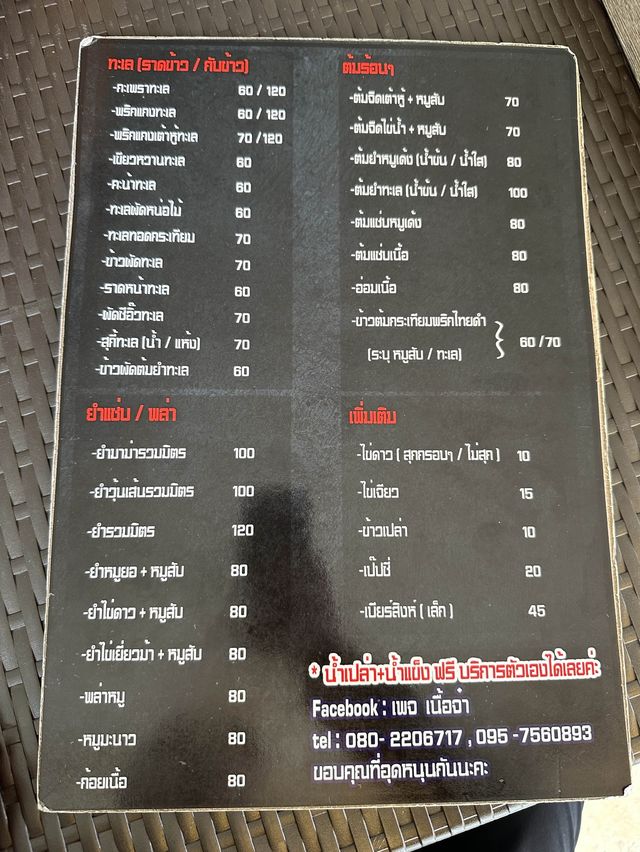 ทะเล (ราดข้าว / กับข้าว)
-กะเพราทะเล 60 / 120
-พริกแกงทะเล 60 / 120
-พริกแกงเต้าหู้ทะเล 70 / 120
-เขียวหวานทะเล 60
-คะน้าทะเล 60
-ทะเลผัดหน่อไม้ 60
-ทะเลทอดกระเทียม 70
-ข้าวผัดทะเล 70
-ราดหน้าทะเล 60
-ผัดซีอิ๊วทะเล 70
-สุกี้ทะเล (น้ำ / แห้ง) 70
-ข้าวผัดต้มยำทะเล 60
ต้มร้อนๆ
-ต้มจืดเต้าหู้ + หมูสับ 70
-ต้มจืดไข่น้ำ + หมูสับ 70
-ต้มยำหมูเด้ง (น้ำข้น / น้ำใส) 80
-ต้มยำทะเล (น้ำข้น / น้ำใส) 100
-ต้มแซ่บหมูเด้ง 80
-ต้มแซ่บเนื้อ 80
-อ่อมเนื้อ 80
-ข้าวต้มกระเทียมพริกไทยดำ
(ระบุ หมูสับ / ทะเล) 60 /70
ยำแซ่บ / พล่า
-ยำมาม่ารวมมิตร 100
-ยำวุ้นเส้นรวมมิตร 100
-ยำรวมมิตร 120
-ยำหมูยอ + หมูสับ 80
-ยำไข่ดาว + หมูสับ 80
-ยำไข่เยี่ยวม้า + หมูสับ 80
-พล่าหมู 80
-หมูมะนาว 80
-ก้อยเนื้อ 80
เพิ่มเติม
-ไข่ดาว ( สุกกรอบๆ / ไม่สุก ) 10
-ไข่เจียว 15
-ข้าวเปล่า 10
-เป๊ปซี่ 20
-เบียร์สิงห์ ( เล็ก ) 45
* น้ำเปล่า+น้ำแข็ง ฟรี บริการตัวเองได้เลยค่ะ
Facebook : เพจ เนื้อจ๋า
tel : 080- 2206717 , 095 -7560893
ขอบคุณที่อุดหนุนกันนะคะ